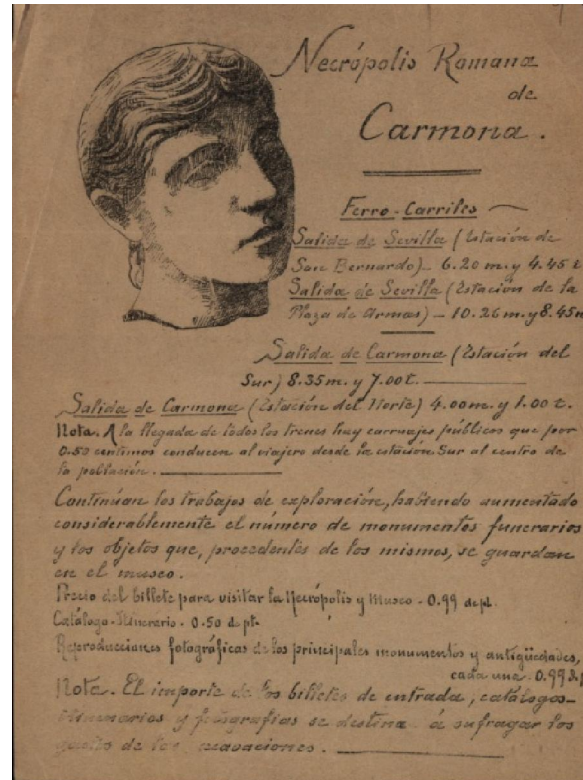 Necrópolis Romana
de
Carmona.
Ferro-Carriles
Salida de Sevilla (Estación de
San Bernardo) – 6.20 m. y 4.45 t
Salida de Sevilla (Estación de la
Plaza de Armas) – 10.26 m. y 8.45 n
Salida de Carmona (Estación del
Sur) 8.35 m. y 7.00 t.
Salida de Carmona (Estación del Norte) 4.00 m. y 1.00 t.
Nota. A la llegada de todos los trenes hay carruajes públicos que por
0.50 centimos conducen al viajero desde la estación Sur al centro de
la población.
Continúan los trabajos de exploración, habiendo aumentado
considerablemente el número de monumentos funerarios
y los objetos que, procedentes de los mismos, se guardan
en el museo.
Precio del billete para visitar la Necrópolis y Museo - 0.99 de pt.
Catálogo-Itinerario - 0.50 de pt.
Reproducciones fotográficas de los principales monumentos y antigüedades,
cada una - 0.99
Nota. El importe de los billetes de entrada, catálogos-
itinerarios y fotografías se destina á sufragar los
gastos de las